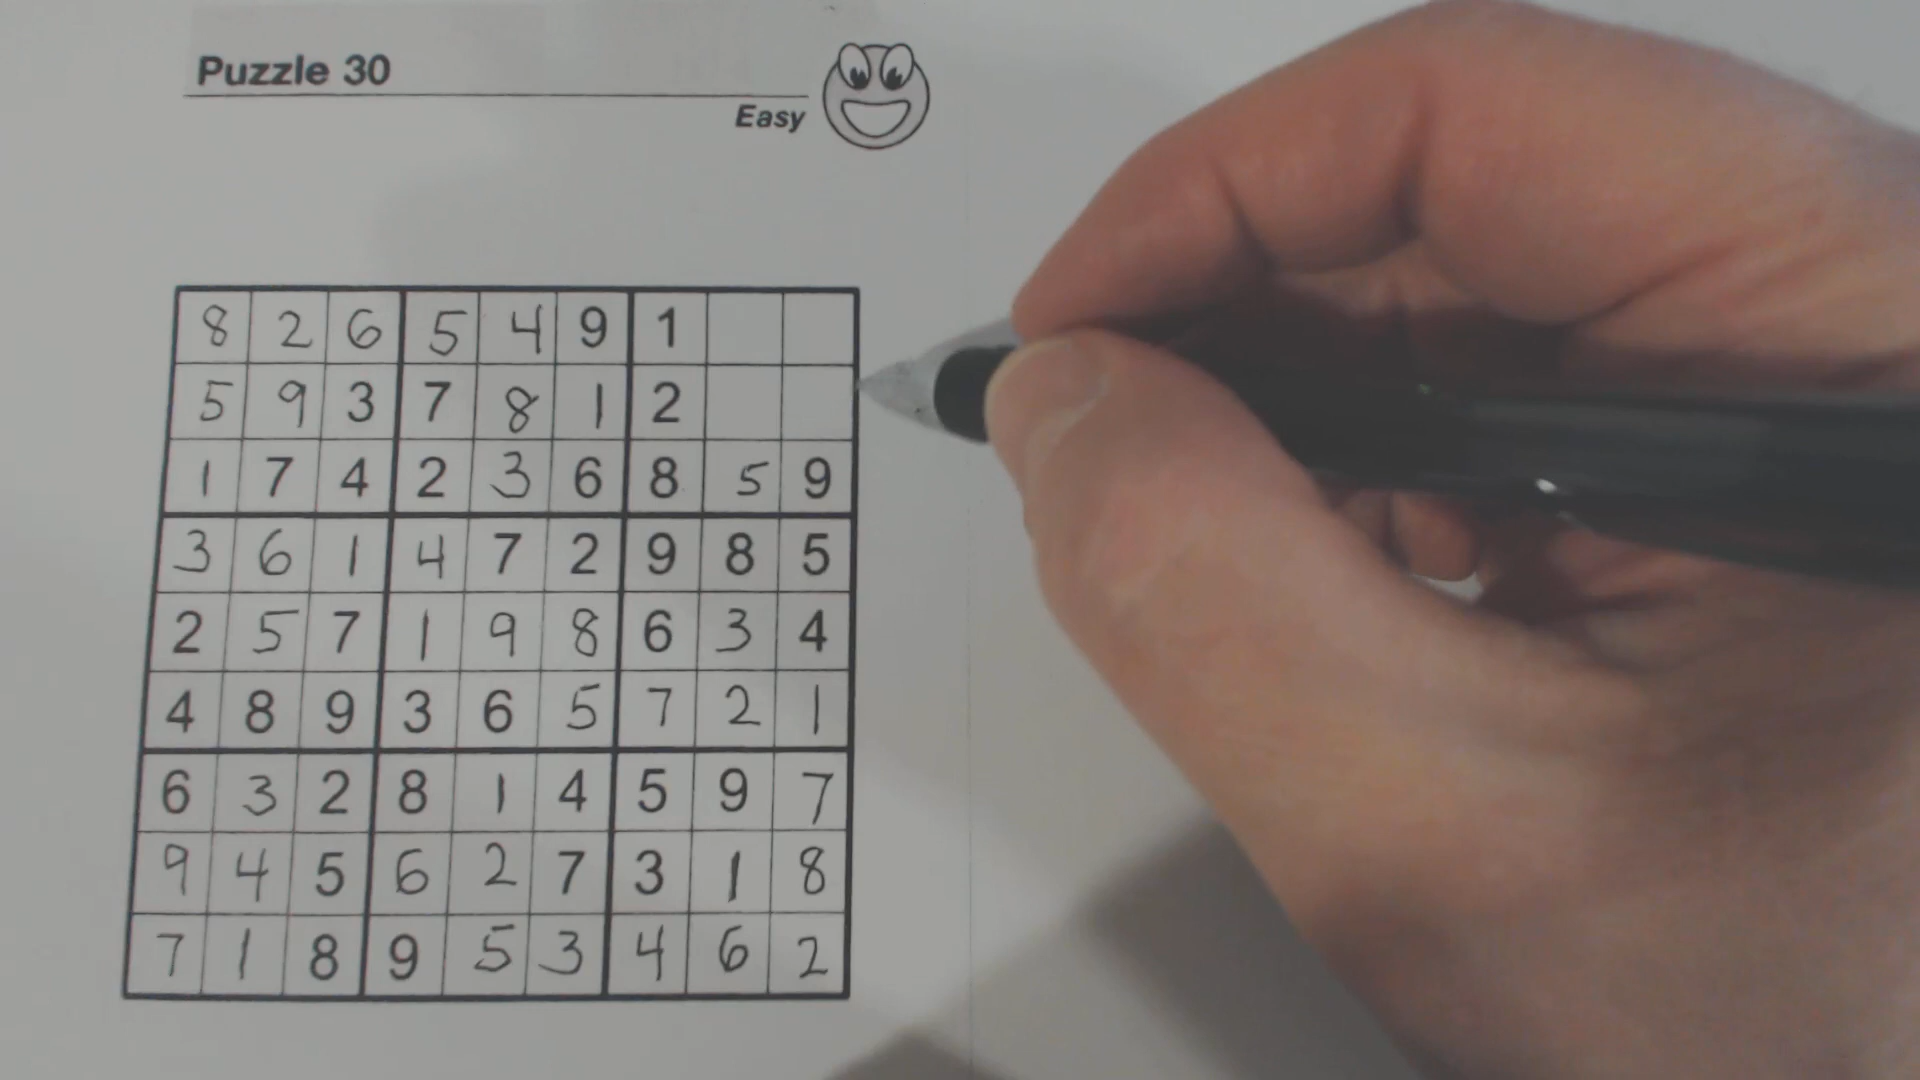 Puzzle 30
Easy
8 2 6 5 4 9 1
5 9 3 7 8 1 2
1 7 4 2 3 6 8 5 9
3 6 1 4 7 2 9 8 5
2 5 7 1 9 8 6 3 4
4 8 9 3 6 5 7 2 1
6 3 2 8 1 4 5 9 7
9 4 5 6 2 7 3 1 8
7 1 8 9 5 3 4 6 2